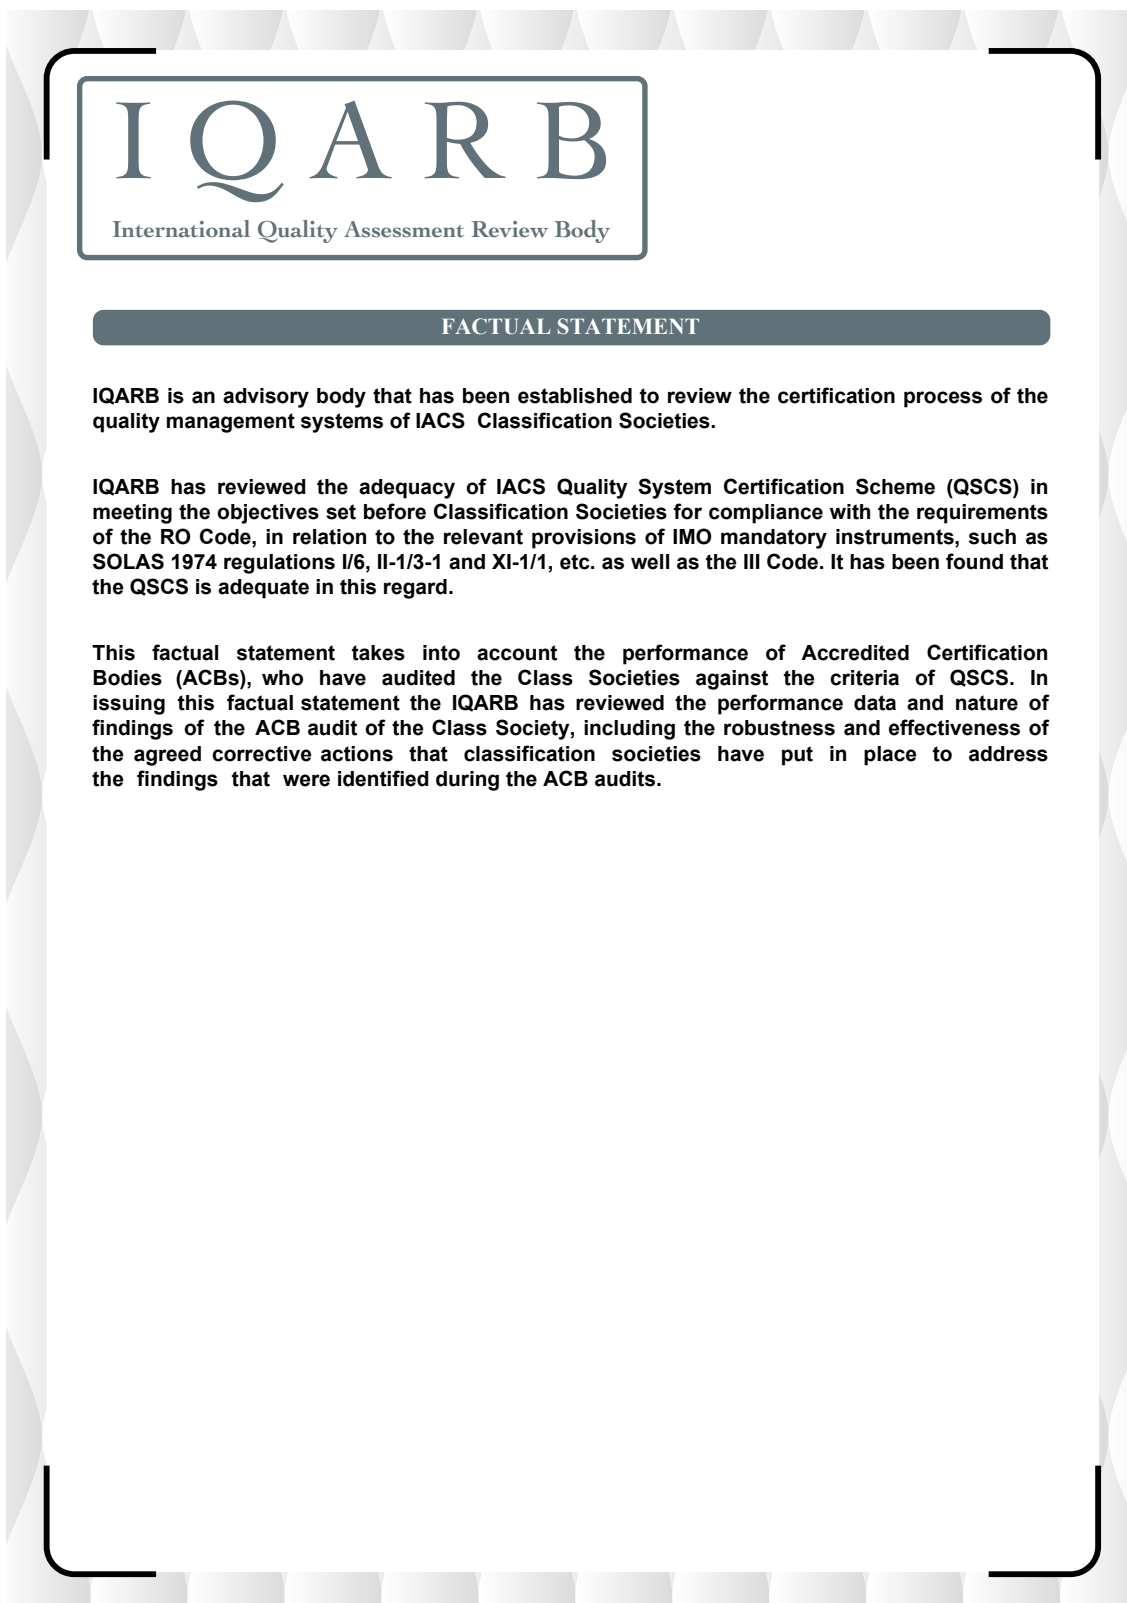 I Q A R B
International Quality Assessment Review Body
FACTUAL STATEMENT
IQARB is an advisory body that has been established to review the certification process of the
quality management systems of IACS Classification Societies.
IQARB has reviewed the adequacy of IACS Quality System Certification Scheme (QSCS) in
meeting the objectives set before Classification Societies for compliance with the requirements
of the RO Code, in relation to the relevant provisions of IMO mandatory instruments, such as
SOLAS 1974 regulations I/6, II-1/3-1 and XI-1/1, etc. as well as the III Code. It has been found that
the QSCS is adequate in this regard.
This factual statement takes into account the performance of Accredited Certification
Bodies (ACBs), who have audited the Class Societies against the criteria of QSCS. In
issuing this factual statement the IQARB has reviewed the performance data and nature of
findings of the ACB audit of the Class Society, including the robustness and effectiveness of
the agreed corrective actions that classification societies have put in place to address
the findings that were identified during the ACB audits.